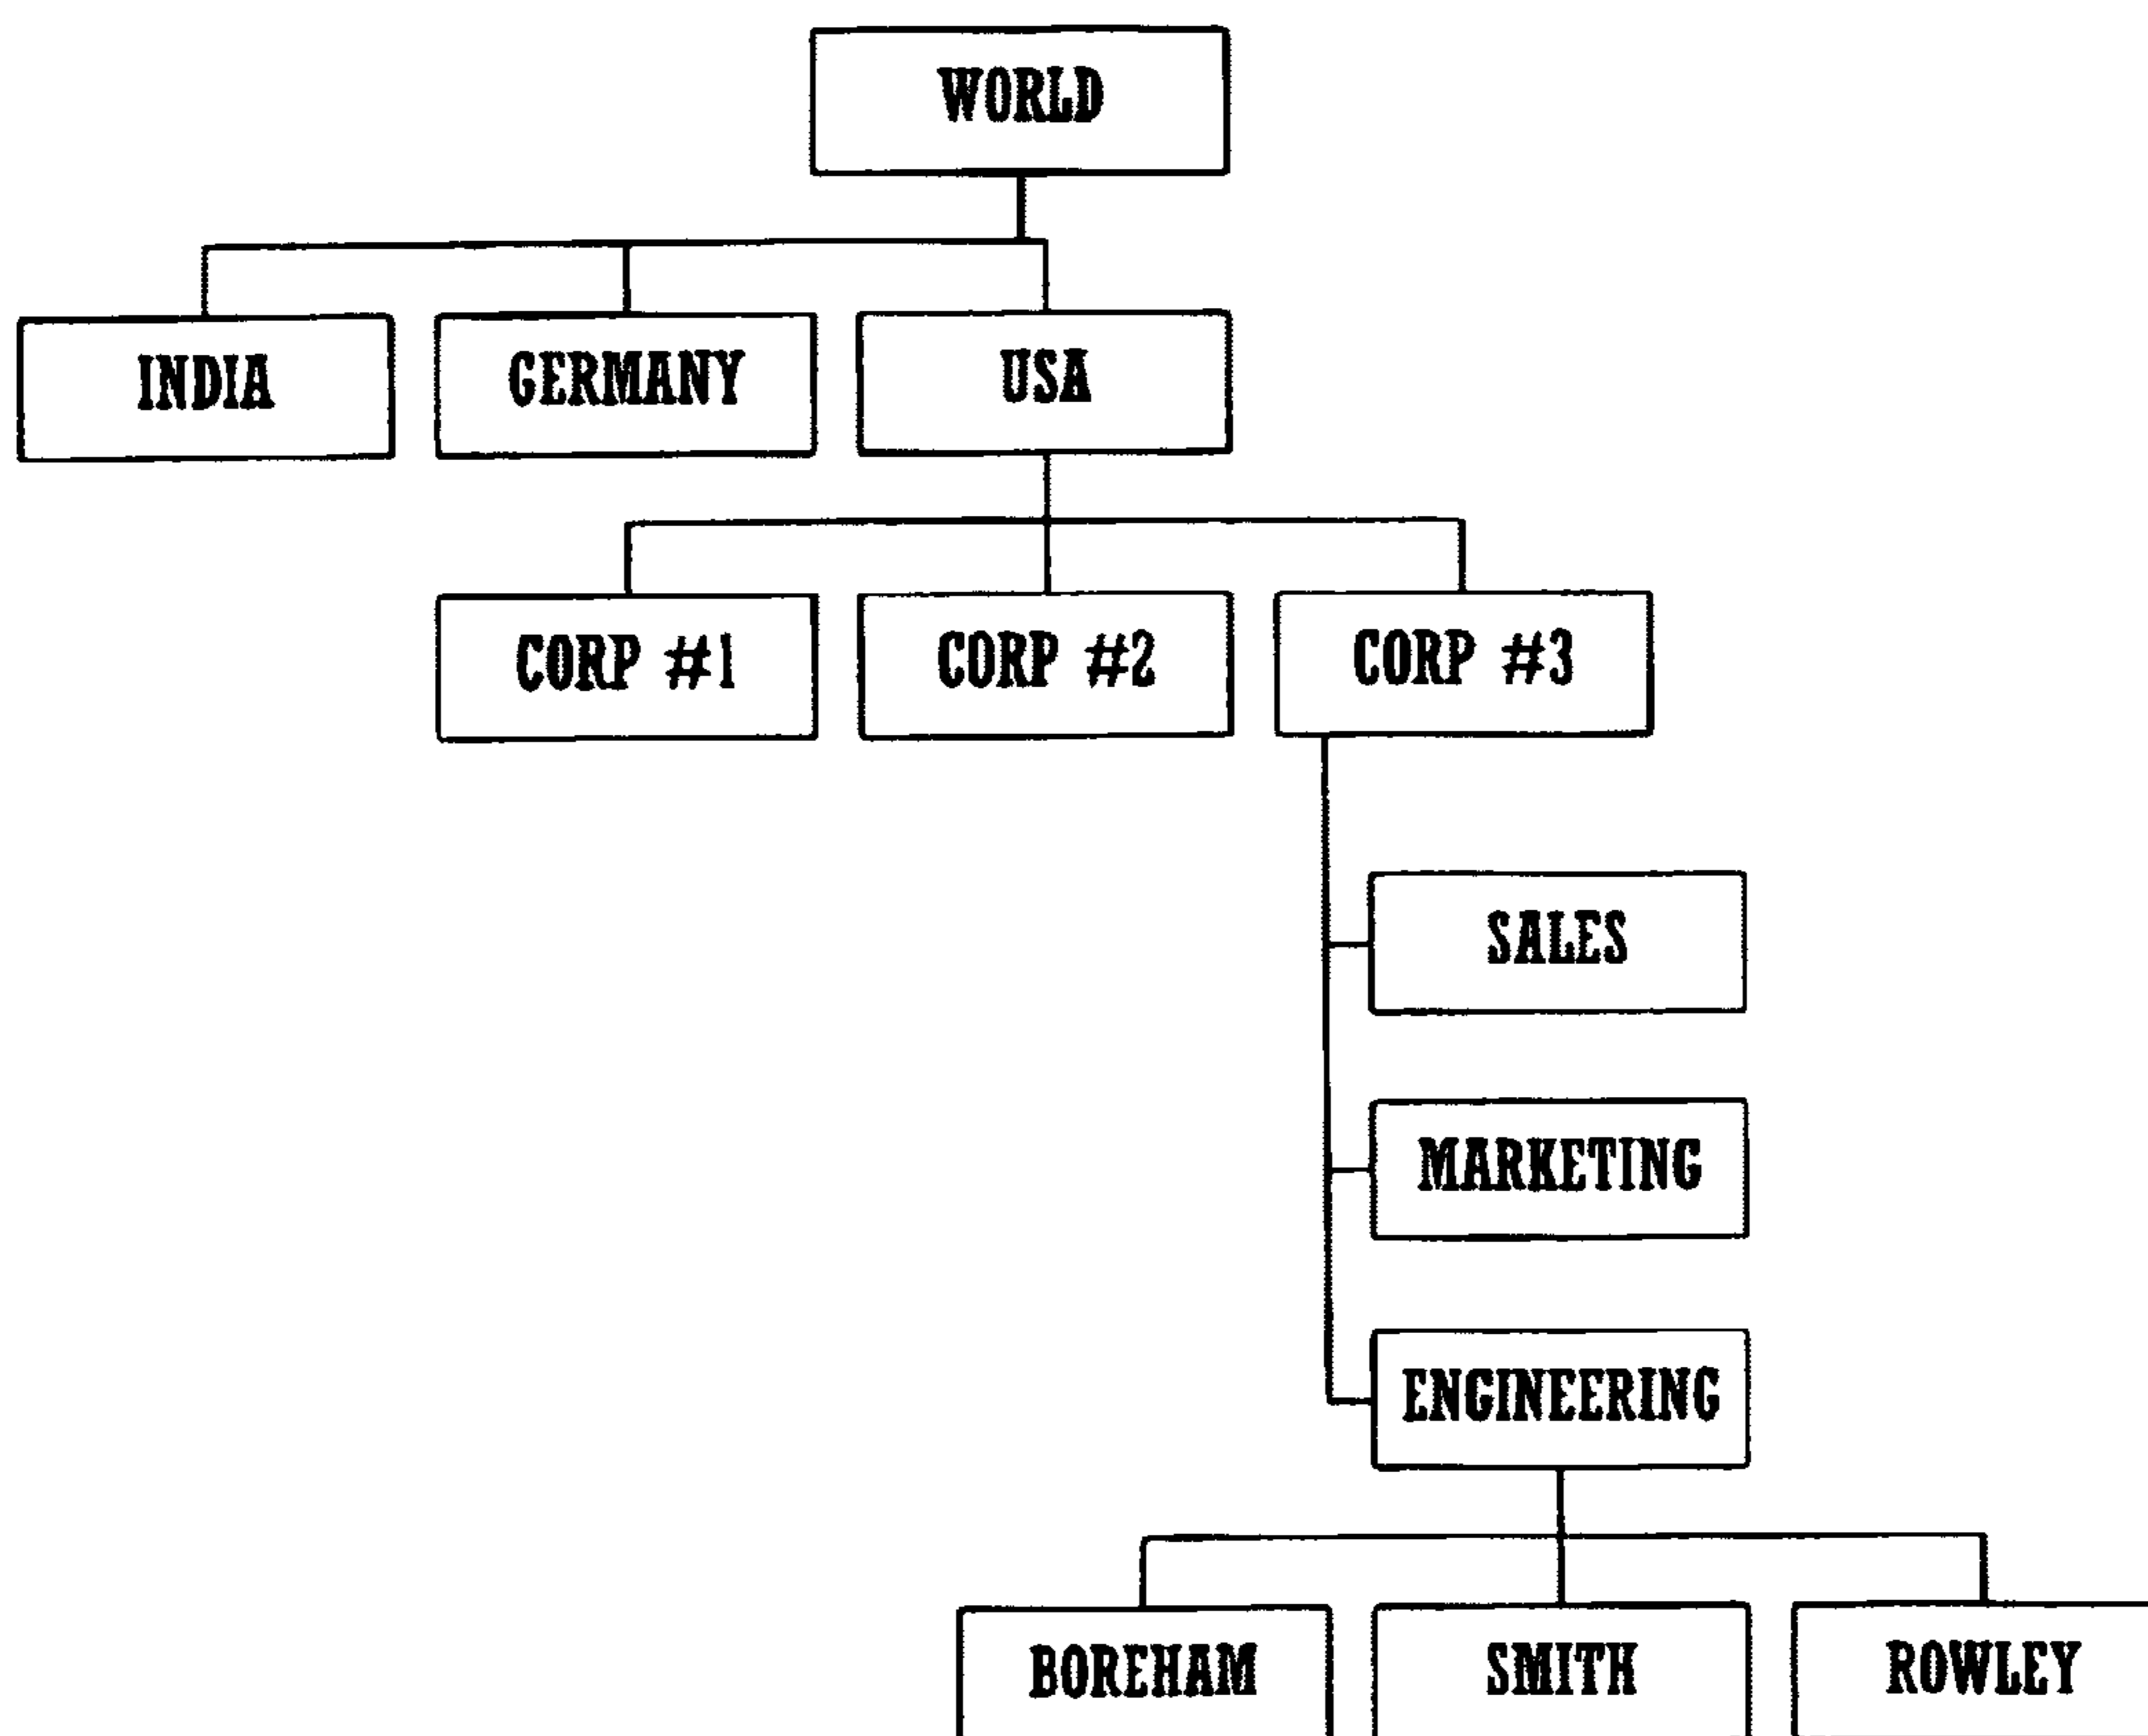 WORLD
INDIA
GERMANY
USA
CORP #1
CORP #2
CORP #3
SALES
MARKETING
ENGINEERING
BOREHAM
SMITH
ROWLEY